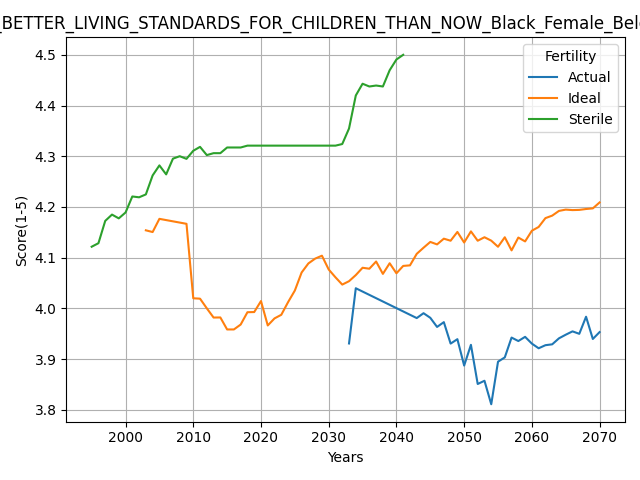 _BETTER_LIVING_STANDARDS_FOR_CHILDREN_THAN_NOW_Black_Female_Bel
Fertility
Actual
Ideal
Sterile
Score(1-5)
4.5
4.4
4.3
4.2
4.1
4.0
3.9
3.8
2000 2010 2020 2030 2040 2050 2060 2070
Years